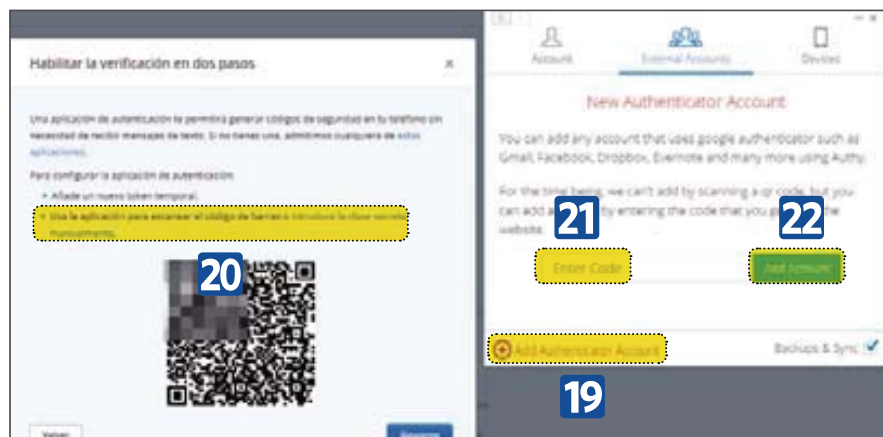 Habilitar la verificación en dos pasos
×
Una aplicación de autenticación te permitirá generar códigos de seguridad en tu teléfono sin
necesidad de recibir mensajes de texto. Si no tienes una, admitimos cualquiera de estas
aplicaciones.
Para configurar la aplicación de autenticación:
• Añade un nuevo token temporal.
• Usa la aplicación para escanear el código de barras o introduce la clave secreta
manualmente.
20
Volver
Account
External Accounts
Devices
New Authenticator Account
You can add any account that uses google authenticator such as
Gmail, Facebook, Dropbox, Evernote and many more using Authy.
For the time being, we can't add by scanning a qr code, but you
can add by entering the code that you the
website.
21
22
Enter Code
Add Account
Add Authenticator Account
Backups & Sync
19